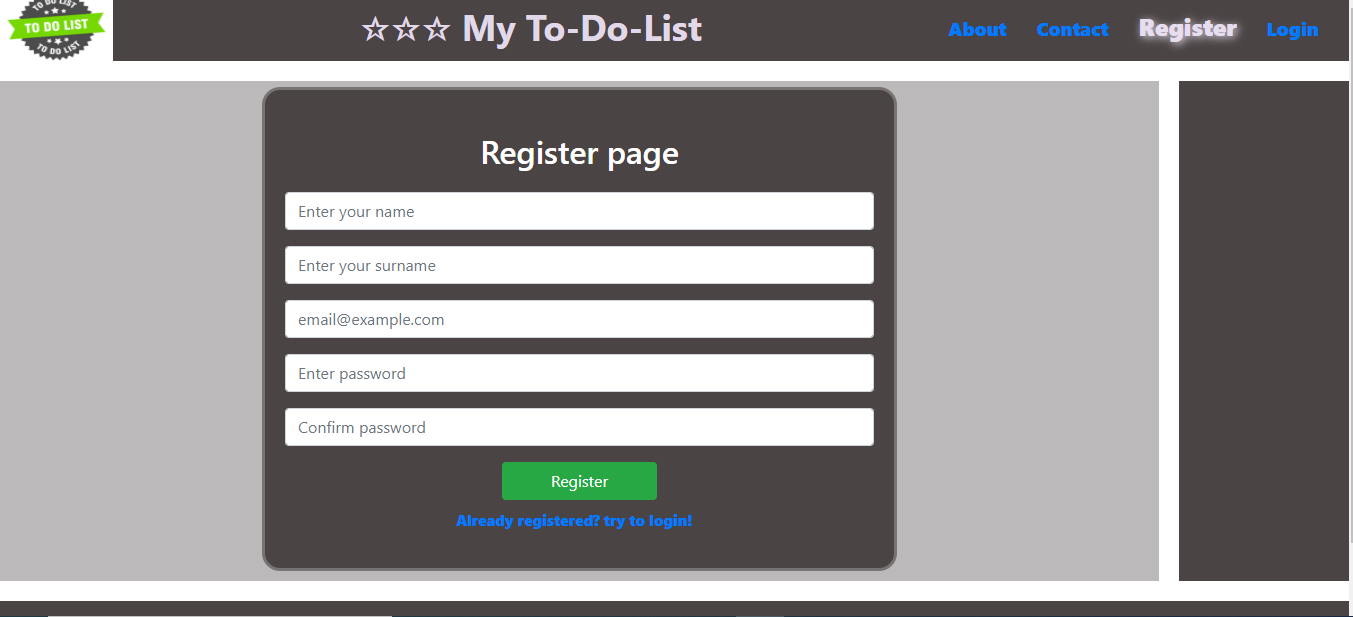 TO DO LIST
TO DO LIST
TO DO LIST
☆☆☆ My To-Do-List
About
Contact
Register
Login
Register page
Enter your name
Enter your surname
email@example.com
Enter password
Confirm password
Register
Already registered? try to login!